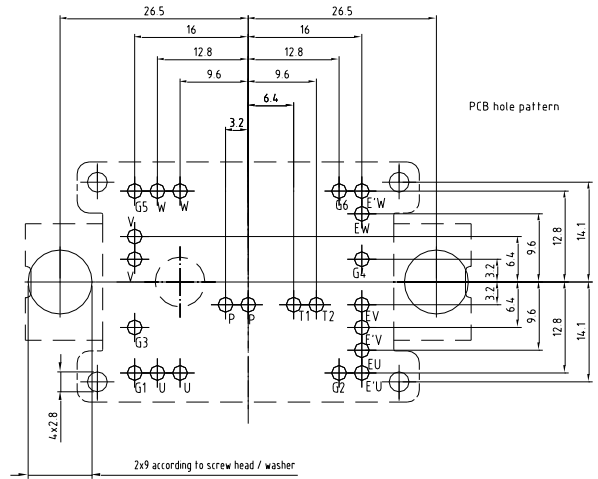 26.5 26.5
16 16
12.8 12.8
9.6 9.6
6.4
3.2
PCB hole pattern
G5 W W G6 E'W
V EW
V G4
P P T1 T2 EV
G3 E'V
EU
G1 U U G2 E'U
3.2 6.4 9.6 12.8 14.1
3.2 6.4 9.6 12.8 14.1
4x2.8
2x9 according to screw head / washer